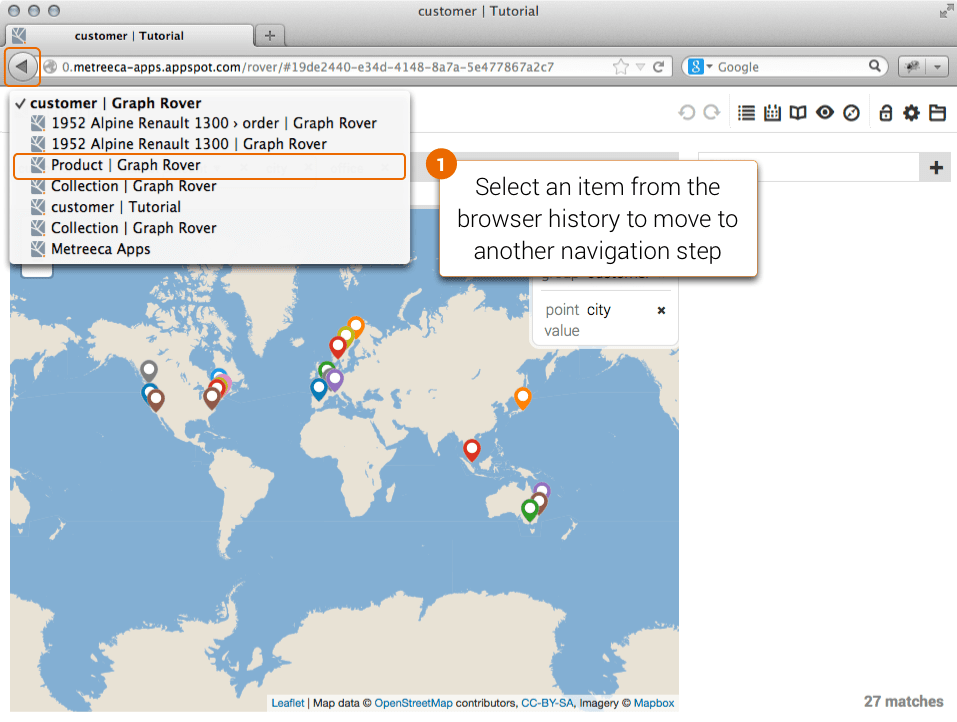 customer | Tutorial
customer | Tutorial
0.metreeca-apps.appspot.com/rover/#19de2440-e34d-4148-8a7a-5e477867a2c7
8
Google
✓ customer | Graph Rover
1952 Alpine Renault 1300 › order | Graph Rover
1952 Alpine Renault 1300 | Graph Rover
Product | Graph Rover
Collection | Graph Rover
customer | Tutorial
Collection | Graph Rover
Metreeca Apps
1
Select an item from the
browser history to move to
another navigation step
point city
value
Leaflet | Map data © OpenStreetMap contributors, CC-BY-SA, Imagery © Mapbox
27 matches